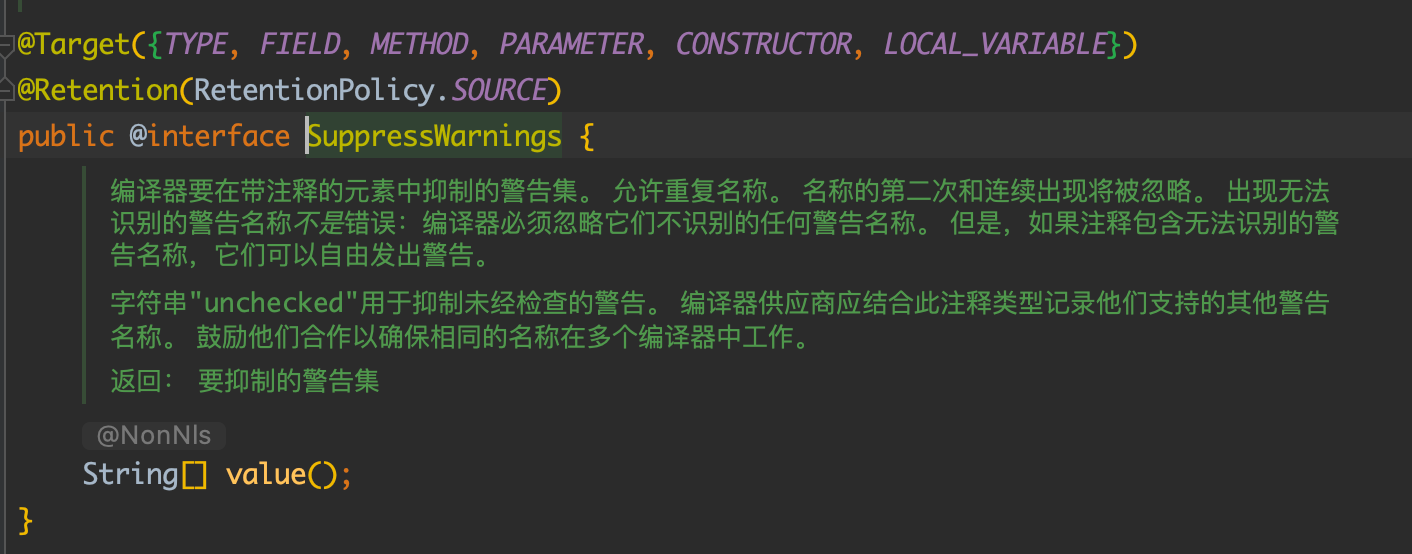 @Target({TYPE, FIELD, METHOD, PARAMETER, CONSTRUCTOR, LOCAL_VARIABLE})
@Retention(RetentionPolicy.SOURCE)
public @interface SuppressWarnings {
编译器要在带注释的元素中抑制的警告集。 允许重复名称。 名称的第二次和连续出现将被忽略。 出现无法
识别的警告名称不是错误：编译器必须忽略它们不识别的任何警告名称。 但是，如果注释包含无法识别的警
告名称，它们可以自由发出警告。
字符串"unchecked"用于抑制未经检查的警告。 编译器供应商应结合此注释类型记录他们支持的其他警告
名称。 鼓励他们合作以确保相同的名称在多个编译器中工作。
返回： 要抑制的警告集
@NonNls
String[] value();
}